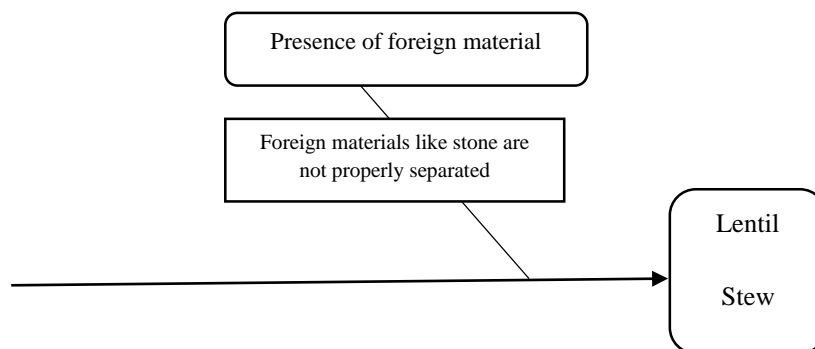 Presence of foreign material
Foreign materials like stone are
not properly separated
Lentil
Stew